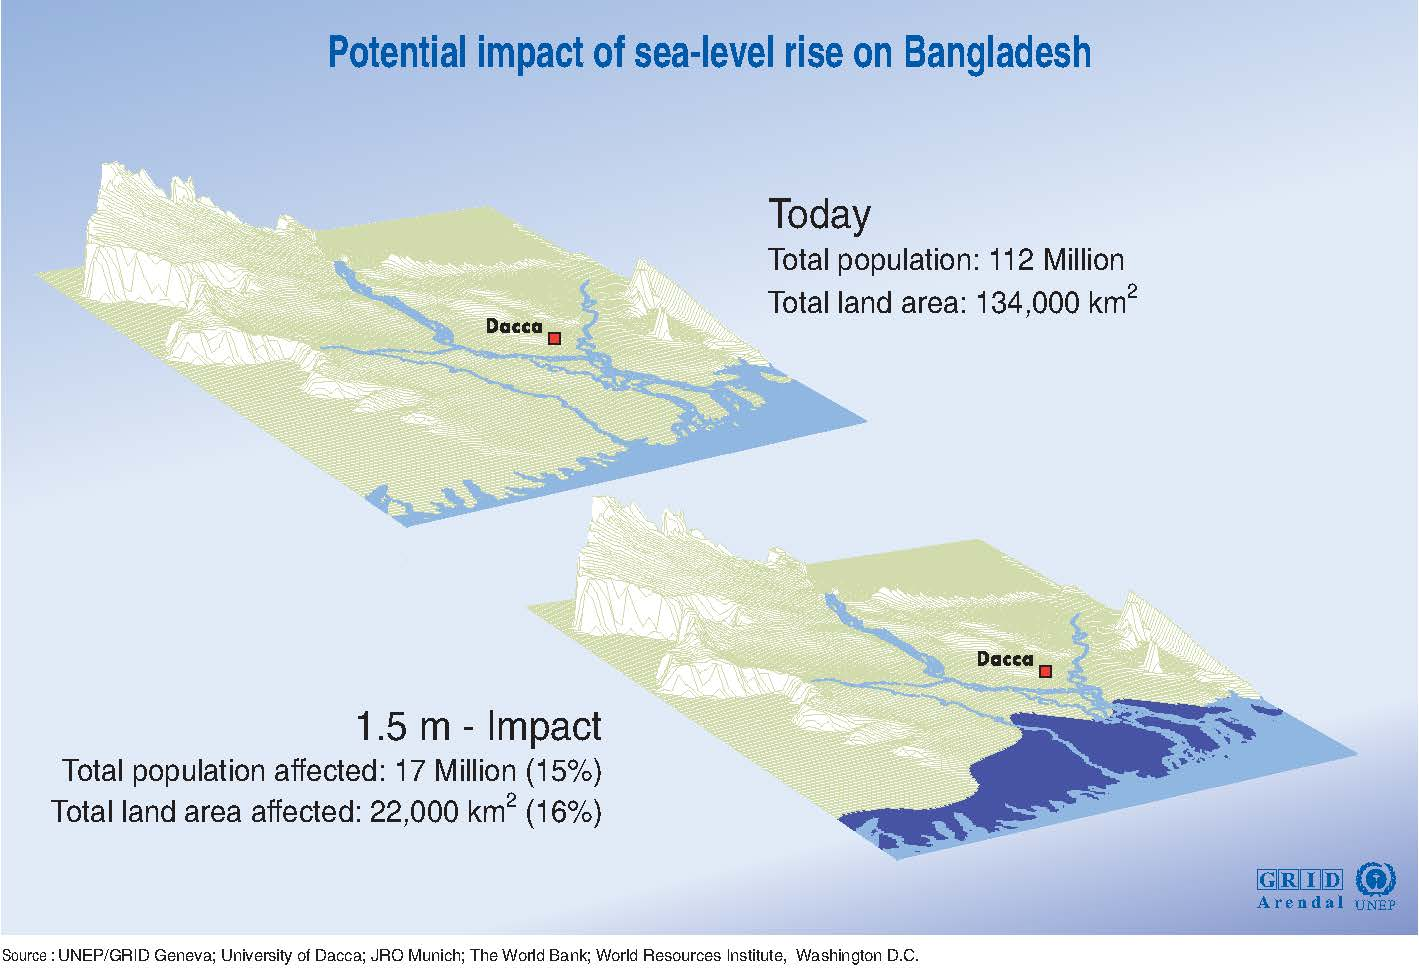 Potential impact of sea-level rise on Bangladesh
Today
Total population: 112 Million
Total land area: 134,000 km²
Dacca
Dacca
1.5 m - Impact
Total population affected: 17 Million (15%)
Total land area affected: 22,000 km² (16%)
GRID
Arendal
UNEP
Source : UNEP/GRID Geneva; University of Dacca; JRO Munich; The World Bank; World Resources Institute, Washington D.C.